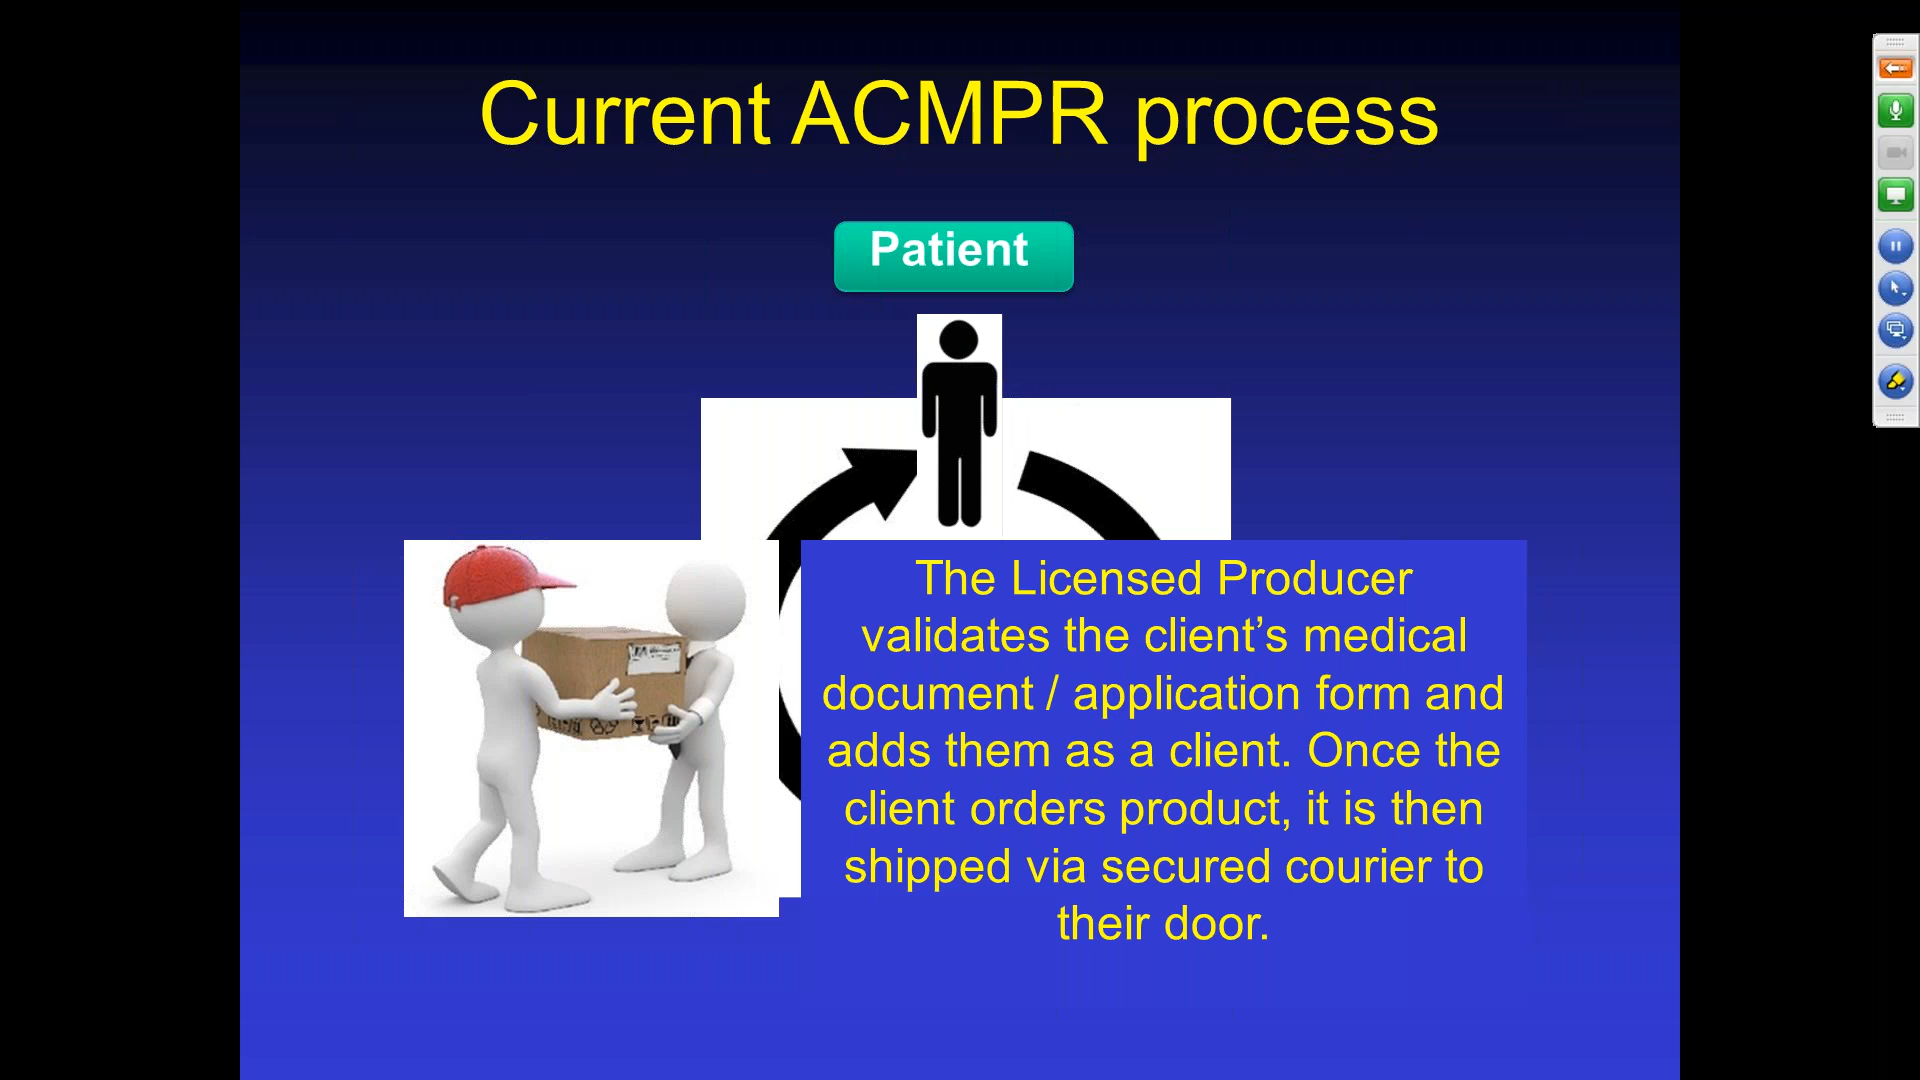 Current ACMPR process
Patient
The Licensed Producer
validates the client’s medical
document / application form and
adds them as a client. Once the
client orders product, it is then
shipped via secured courier to
their door.